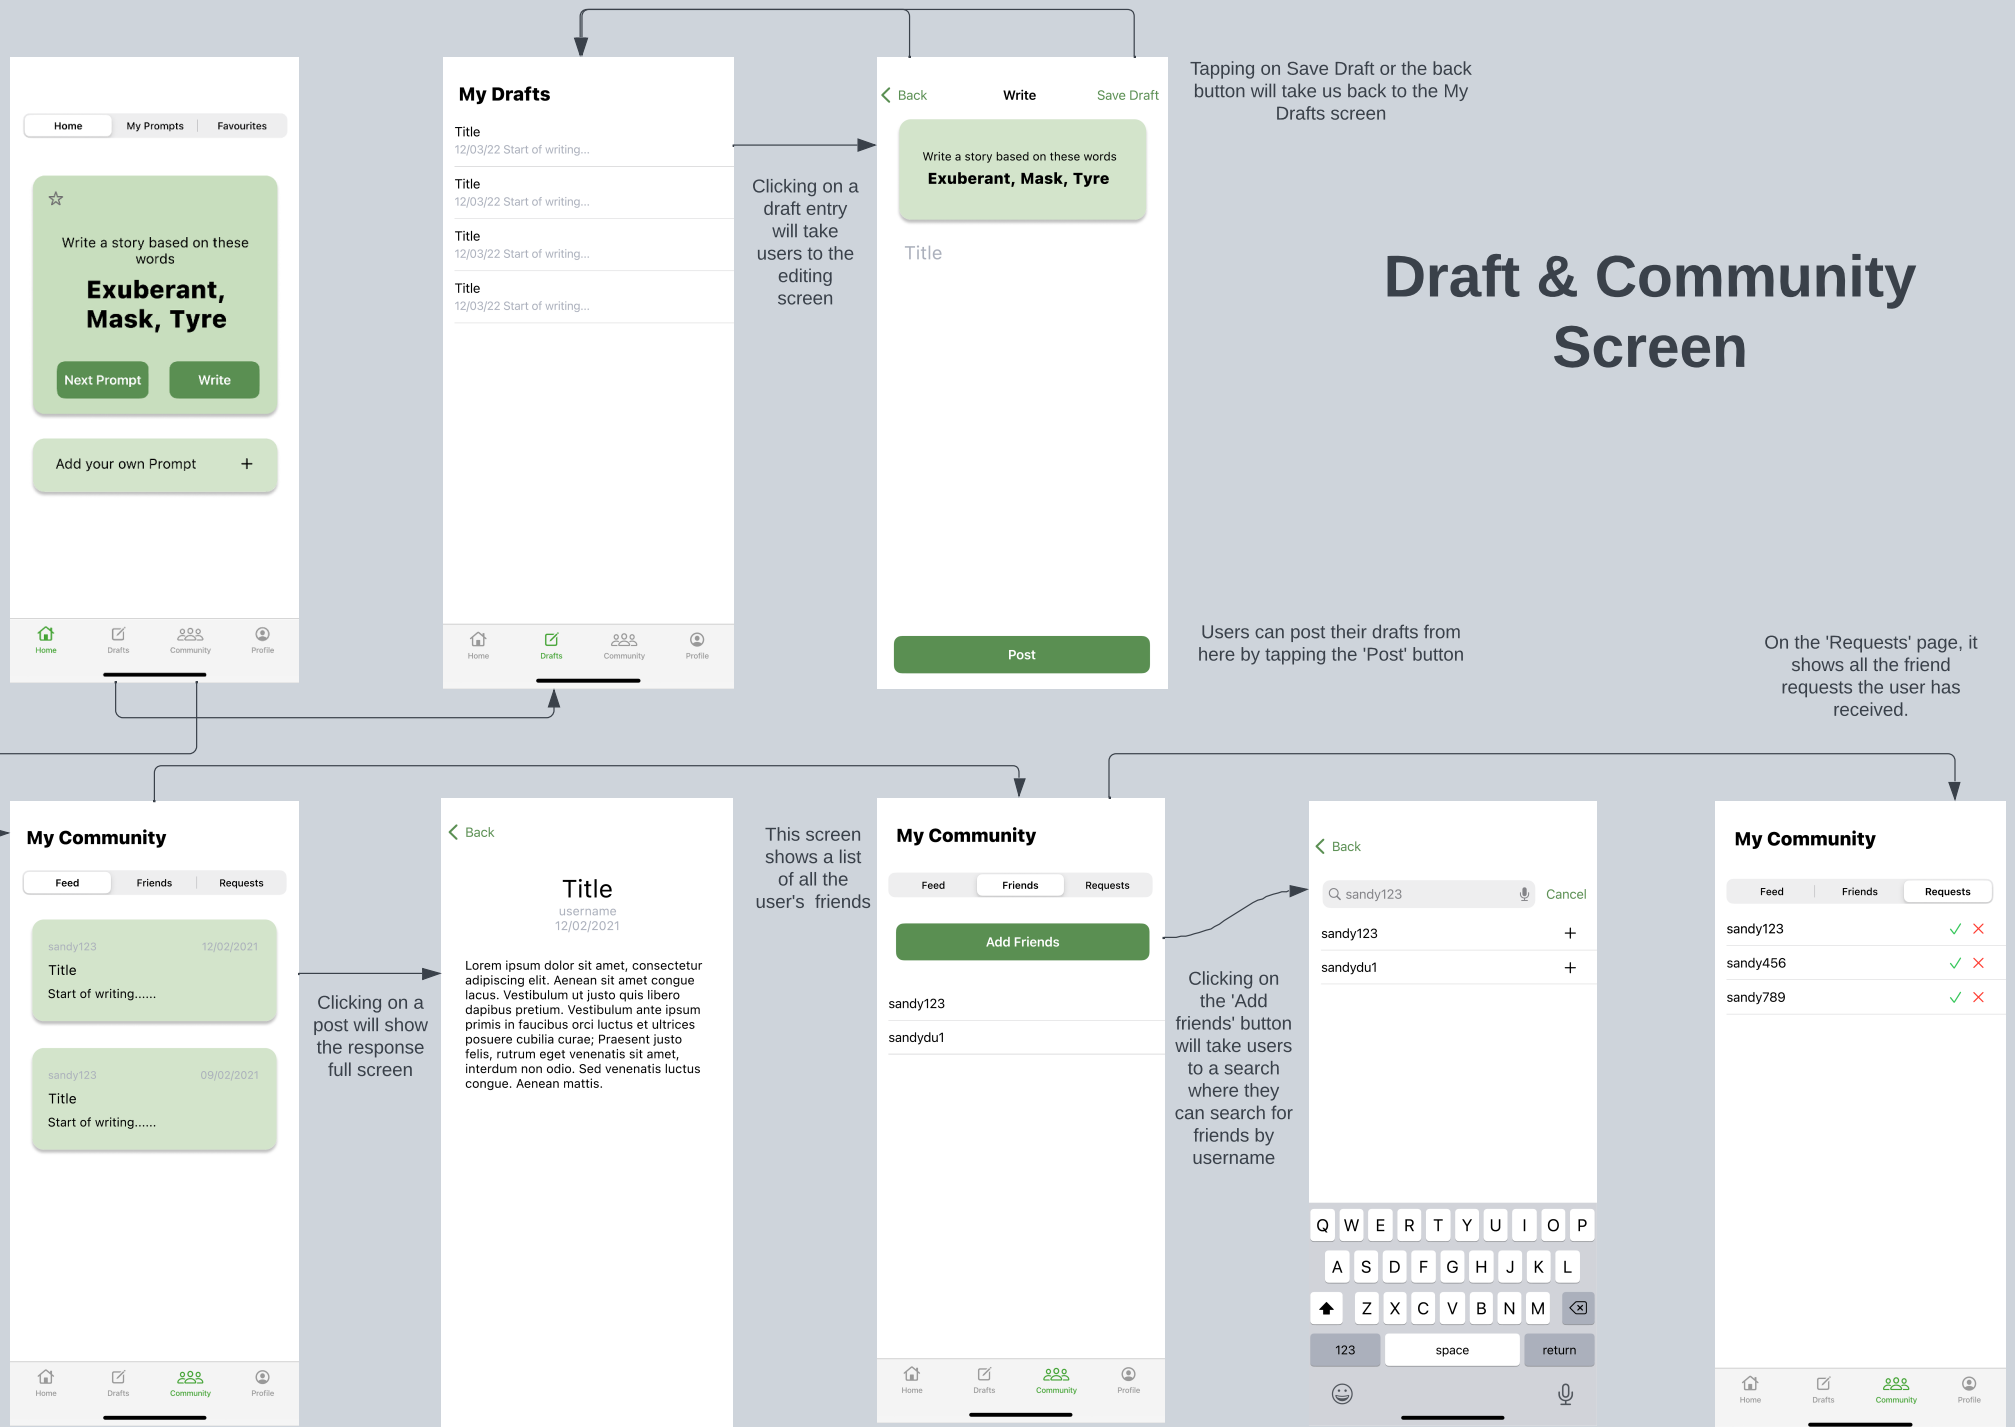 Home
My Prompts
Favourites
Write a story based on these
words
Exuberant,
Mask, Tyre
Next Prompt
Write
Add your own Prompt
+
Home
Drafts
Community
Profile
My Drafts
Title
12/03/22 Start of writing...
Title
12/03/22 Start of writing...
Title
12/03/22 Start of writing...
Title
12/03/22 Start of writing...
Home
Drafts
Community
Profile
Clicking on a
draft entry
will take
users to the
editing
screen
Back
Write
Save Draft
Write a story based on these words
Exuberant, Mask, Tyre
Title
Post
Tapping on Save Draft or the back
button will take us back to the My
Drafts screen
Draft & Community
Screen
Users can post their drafts from
here by tapping the 'Post' button
On the 'Requests' page, it
shows all the friend
requests the user has
received.
My Community
Feed
Friends
Requests
sandy123
12/02/2021
Title
Start of writing......
sandy123
09/02/2021
Title
Start of writing......
Home
Drafts
Community
Profile
Clicking on a
post will show
the response
full screen
Back
Title
username
12/02/2021
Lorem ipsum dolor sit amet, consectetur
adipiscing elit. Aenean sit amet congue
lacus. Vestibulum ut justo quis libero
dapibus pretium. Vestibulum ante ipsum
primis in faucibus orci luctus et ultrices
posuere cubilia curae; Praesent justo
felis, rutrum eget venenatis sit amet,
interdum non odio. Sed venenatis luctus
congue. Aenean mattis.
This screen
shows a list
of all the
user's friends
My Community
Feed
Friends
Requests
Add Friends
sandy123
sandydu1
Home
Drafts
Community
Profile
Clicking on
the 'Add
friends' button
will take users
to a search
where they
can search for
friends by
username
Back
sandy123
Cancel
sandy123 +
sandydu1 +
Q W E R T Y U I O P
A S D F G H J K L
Z X C V B N M
123
space
return
My Community
Feed
Friends
Requests
sandy123
sandy456
sandy789
Home
Drafts
Community
Profile